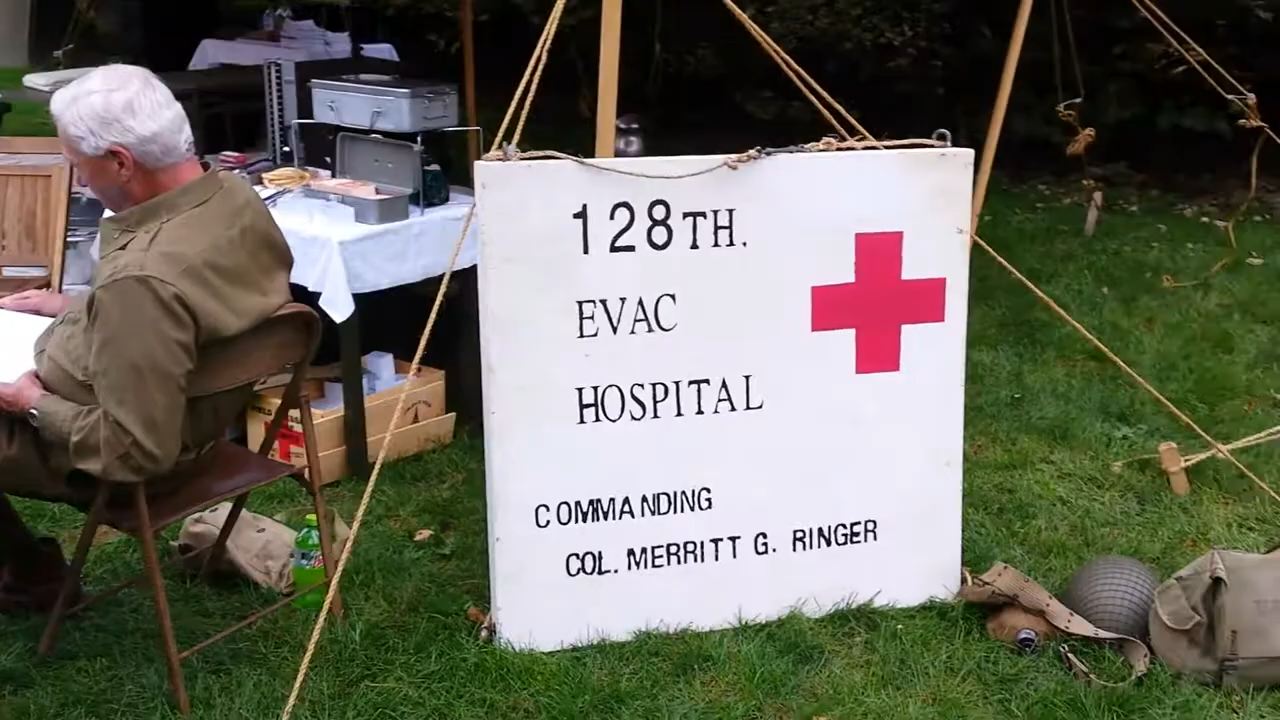 128TH.
EVAC
HOSPITAL
COMMANDING
COL. MERRITT G. RINGER